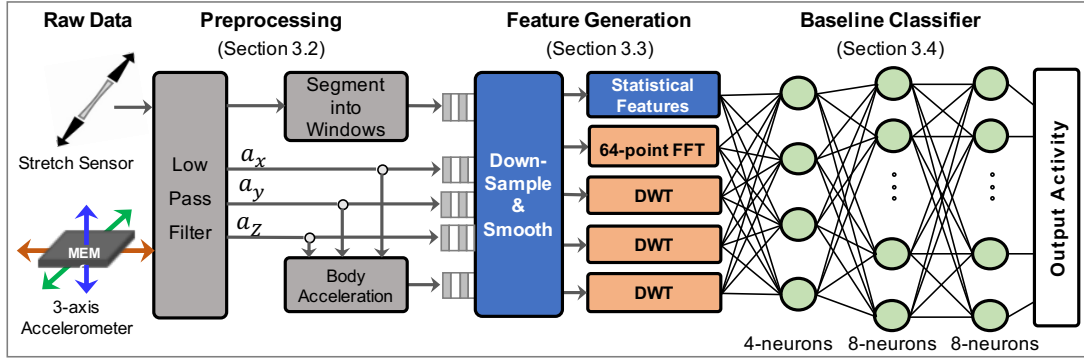 Raw Data
Preprocessing
(Section 3.2)
Feature Generation
(Section 3.3)
Baseline Classifier
(Section 3.4)
Stretch Sensor
MEM
3-axis
Accelerometer
Low
Pass
Filter
Segment
into
Windows
a_x
a_y
a_z
Body
Acceleration
Down-
Sample
&
Smooth
Statistical
Features
64-point FFT
DWT
DWT
DWT
4-neurons
8-neurons
8-neurons
Output Activity